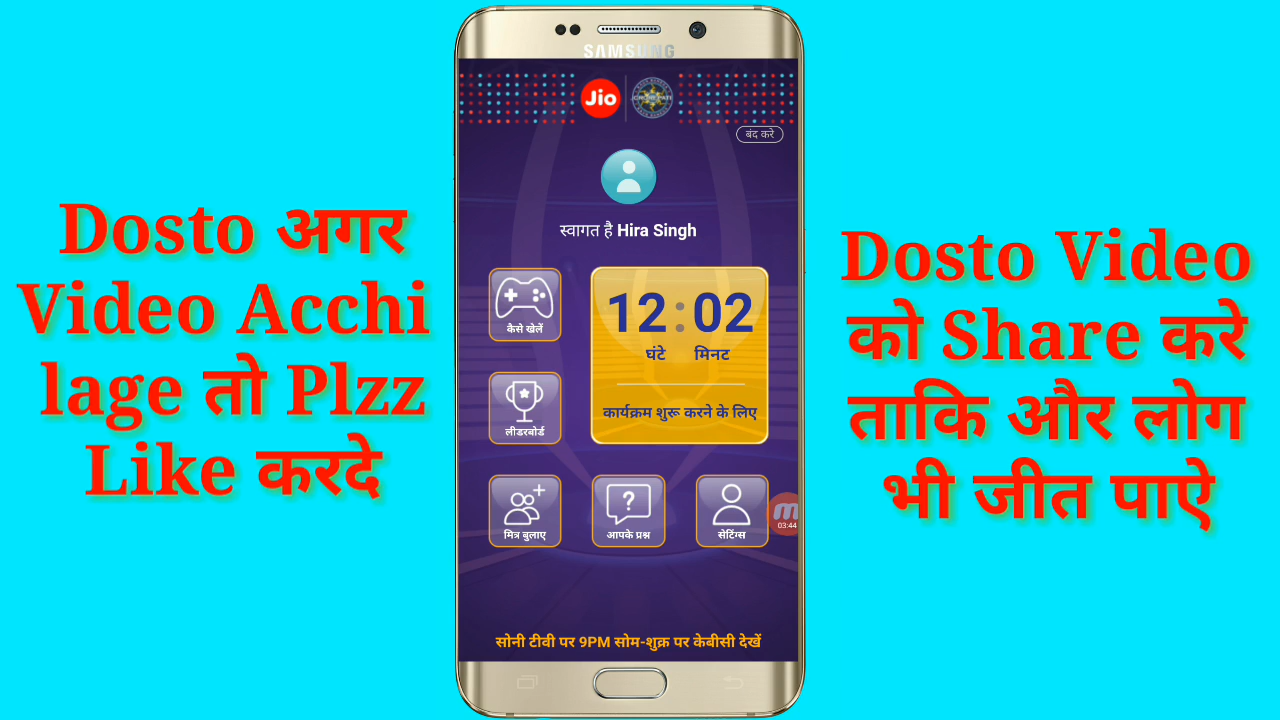 Dosto अगर
Video Acchi
lage तो Plzz
Like करदे
SAMSUNG
Jio
बंद करे
स्वागत है Hira Singh
कैसे खेलें
12:02
घंटे मिनट
कार्यक्रम शुरू करने के लिए
लीडरबोर्ड
मित्र बुलाए
आपके प्रश्न
सेटिंग्स
03:44
सोनी टीवी पर 9PM सोम-शुक्र पर केबीसी देखें
Dosto Video
को Share करे
ताकि और लोग
भी जीत पाऐ